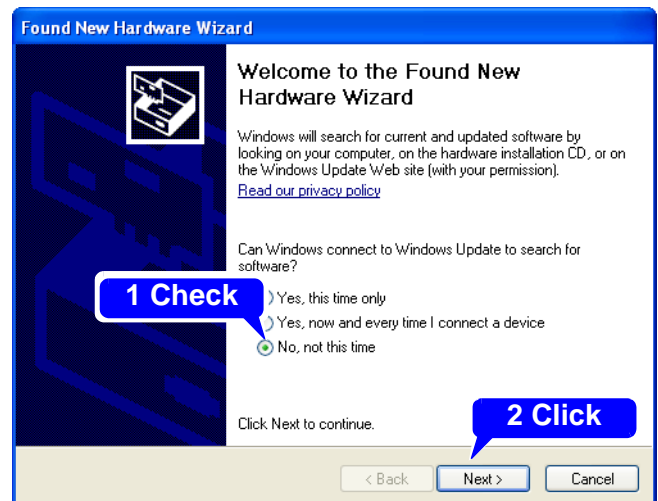 Found New Hardware Wizard
Welcome to the Found New
Hardware Wizard
Windows will search for current and updated software by
looking on your computer, on the hardware installation CD, or on
the Windows Update Web site (with your permission).
Read our privacy policy
Can Windows connect to Windows Update to search for
software?
1 Check
Yes, this time only
Yes, now and every time I connect a device
No, not this time
Click Next to continue.
2 Click
< Back Next > Cancel